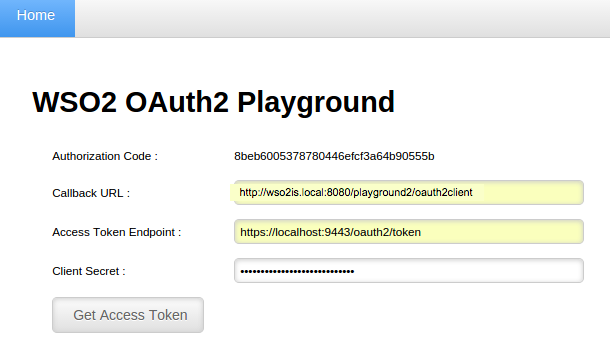 Home
WSO2 OAuth2 Playground
Authorization Code : 8beb6005378780446efcf3a64b90555b
Callback URL : http://wso2is.local:8080/playground2/oauth2client
Access Token Endpoint : https://localhost:9443/oauth2/token
Client Secret : ••••••••••••••••••••••••••••
Get Access Token